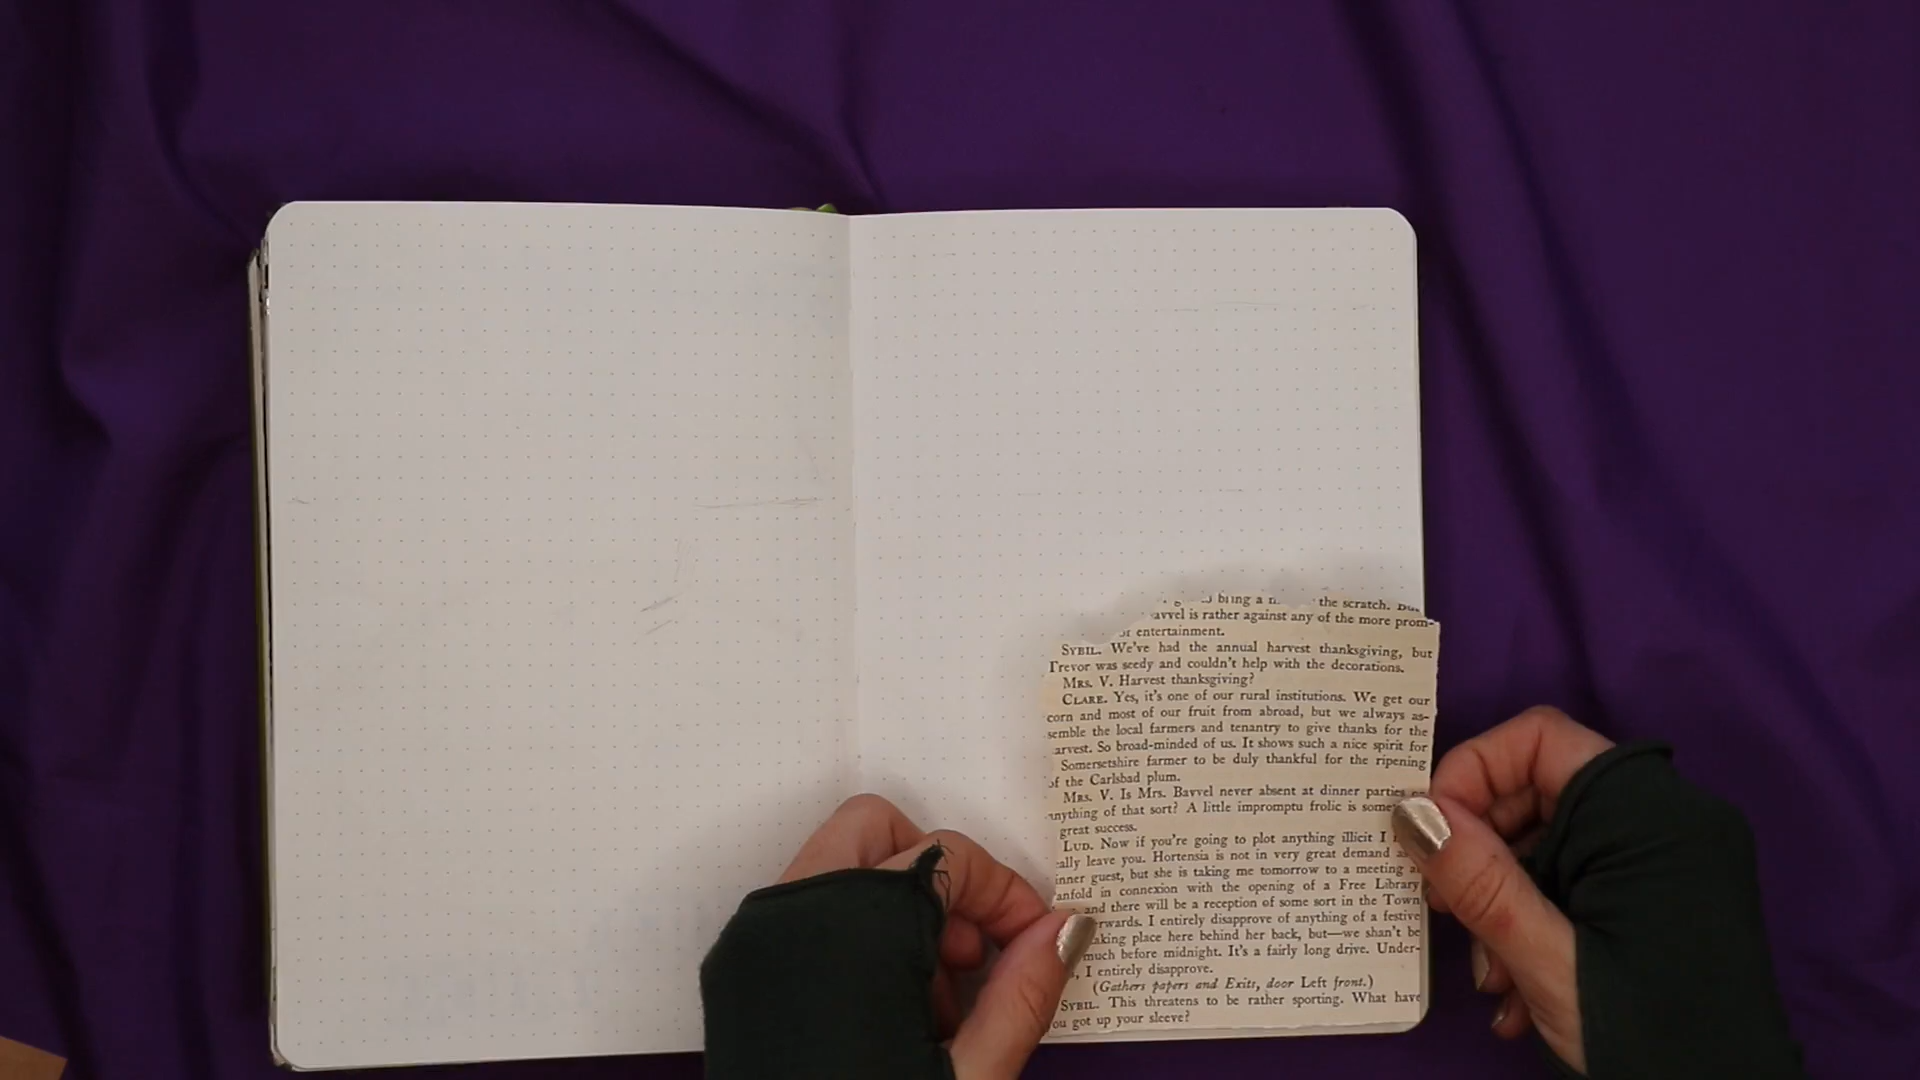 bring a the scratch. But
avvel is rather against any of the more prom-
of entertainment.
SYBIL. We've had the annual harvest thanksgiving, but
Trevor was seedy and couldn't help with the decorations.
MRS. V. Harvest thanksgiving?
CLARE. Yes, it's one of our rural institutions. We get our
corn and most of our fruit from abroad, but we always as-
semble the local farmers and tenantry to give thanks for the
arvest. So broad-minded of us. It shows such a nice spirit for
Somersetshire farmer to be duly thankful for the ripening
of the Carlsbad plum.
MRS. V. Is Mrs. Bavvel never absent at dinner parties or
anything of that sort? A little impromptu frolic is some
great success.
LUD. Now if you're going to plot anything illicit I
ally leave you. Hortensia is not in very great demand as
inner guest, but she is taking me tomorrow to a meeting at
anfold in connexion with the opening of a Free Library
and there will be a reception of some sort in the Town
erwards. I entirely disapprove of anything of a festive
aking place here behind her back, but—we shan't be
much before midnight. It's a fairly long drive. Under-
, I entirely disapprove.
(Gathers papers and Exits, door Left front.)
SYBIL. This threatens to be rather sporting. What have
you got up your sleeve?